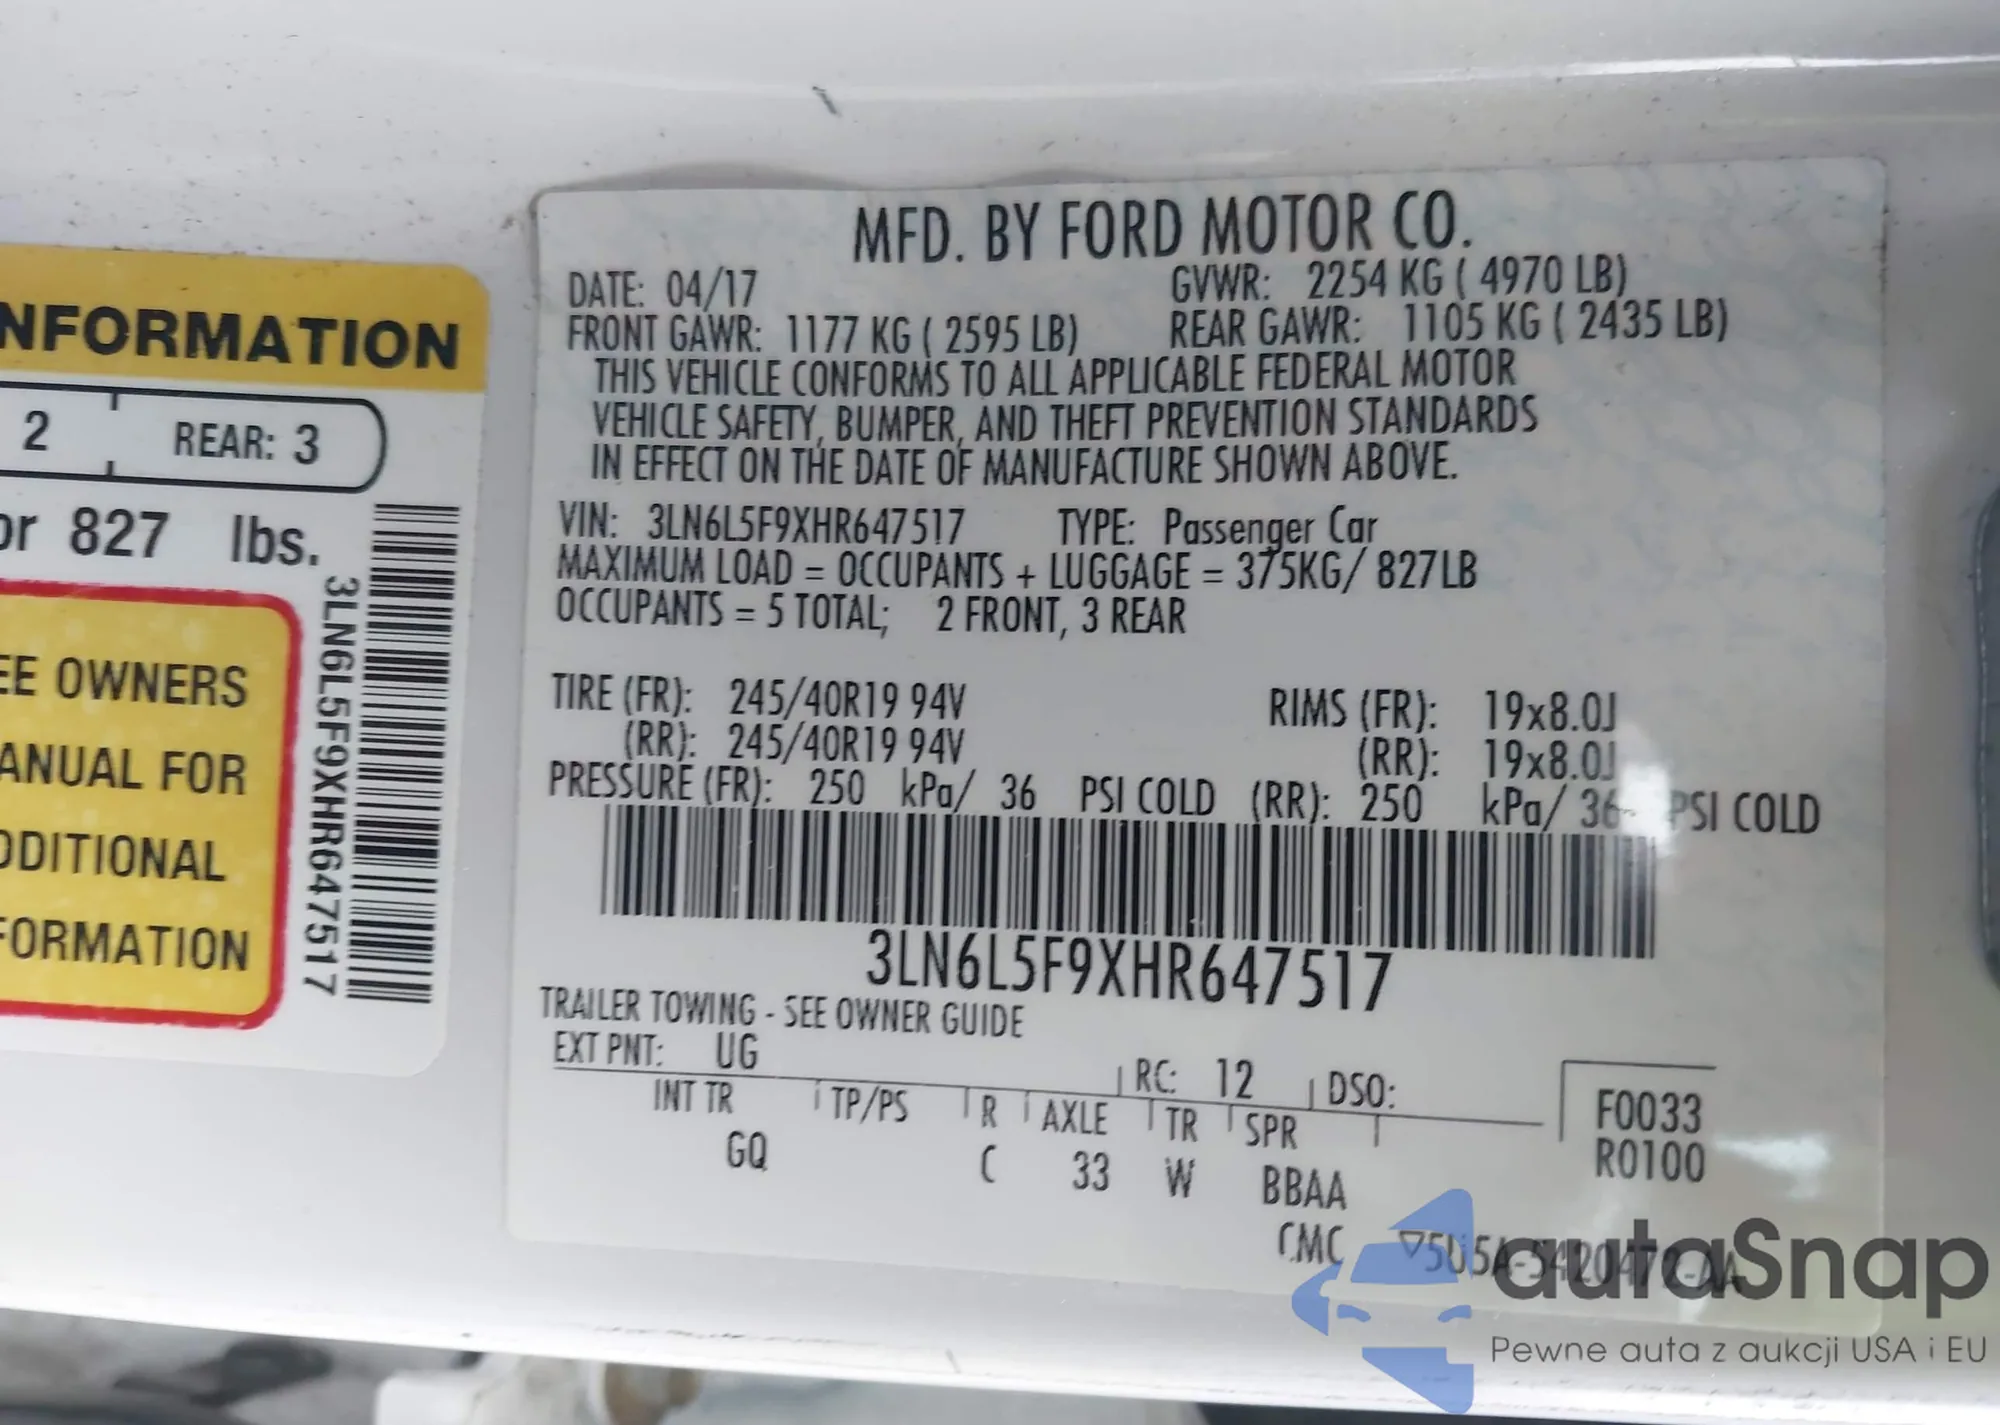 NFORMATION
2 REAR: 3
or 827 lbs.
EE OWNERS
ANUAL FOR
DDITIONAL
FORMATION
3LN6L5F9XHR647517
MFD. BY FORD MOTOR CO.
DATE: 04/17 GVWR: 2254 KG ( 4970 LB)
FRONT GAWR: 1177 KG ( 2595 LB) REAR GAWR: 1105 KG ( 2435 LB)
THIS VEHICLE CONFORMS TO ALL APPLICABLE FEDERAL MOTOR
VEHICLE SAFETY, BUMPER, AND THEFT PREVENTION STANDARDS
IN EFFECT ON THE DATE OF MANUFACTURE SHOWN ABOVE.
VIN: 3LN6L5F9XHR647517 TYPE: Passenger Car
MAXIMUM LOAD = OCCUPANTS + LUGGAGE = 375KG/ 827LB
OCCUPANTS = 5 TOTAL; 2 FRONT, 3 REAR
TIRE (FR): 245/40R19 94V RIMS (FR): 19x8.0J
(RR): 245/40R19 94V (RR): 19x8.0J
PRESSURE (FR): 250 kPa/ 36 PSI COLD (RR): 250 kPa/ 36 PSI COLD
3LN6L5F9XHR647517
TRAILER TOWING - SEE OWNER GUIDE
EXT PNT: UG RC: 12 DSO: F0033
INT TR TP/PS R AXLE TR SPR R0100
GQ C 33 W BBAA
CMC ▽5U5A-5420472-AA
autaSnap
Pewne auta z aukcji USA i EU